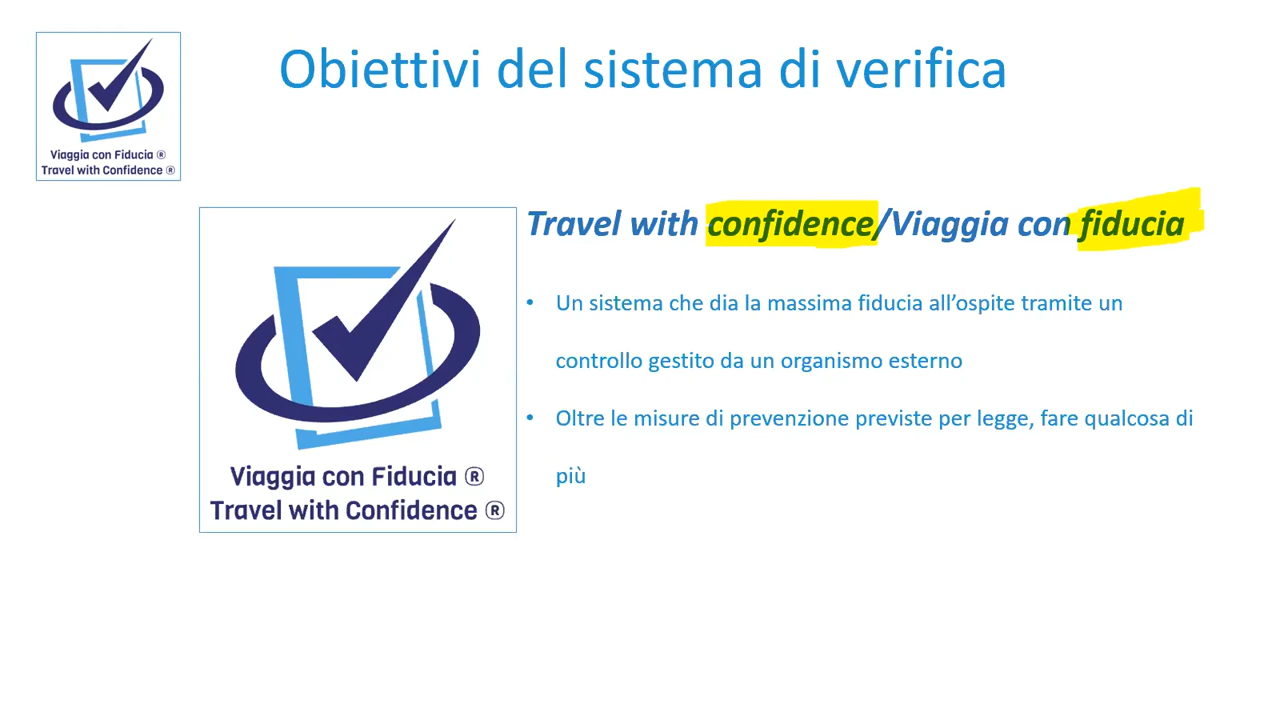 Obiettivi del sistema di verifica
Viaggia con Fiducia ®
Travel with Confidence ®
Travel with confidence/Viaggia con fiducia
• Un sistema che dia la massima fiducia all’ospite tramite un
controllo gestito da un organismo esterno
• Oltre le misure di prevenzione previste per legge, fare qualcosa di
più
Viaggia con Fiducia ®
Travel with Confidence ®